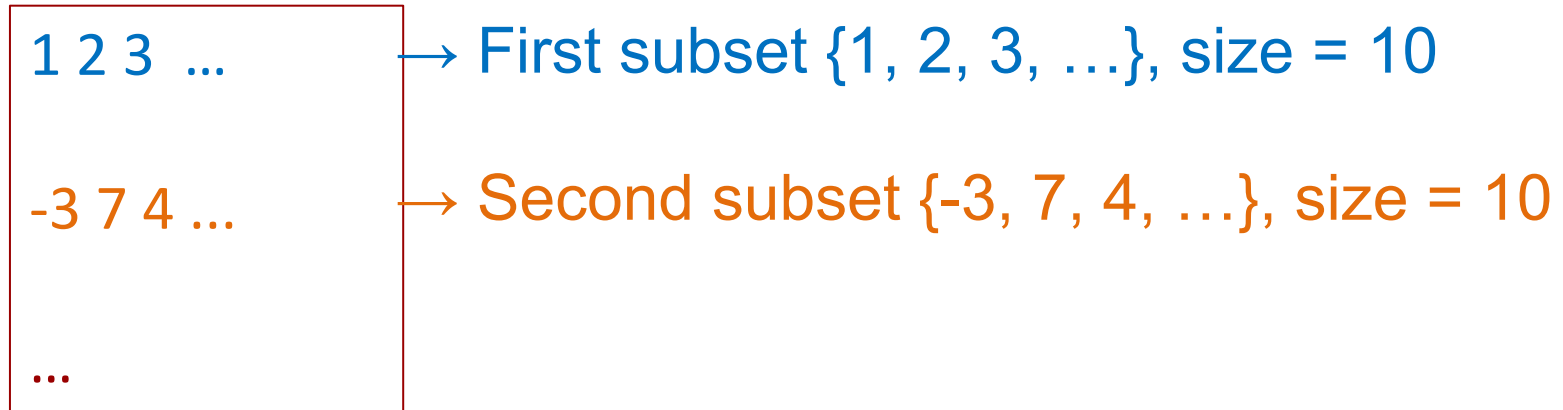 1 2 3 ... → First subset {1, 2, 3, …}, size = 10
-3 7 4 ... → Second subset {-3, 7, 4, …}, size = 10
...